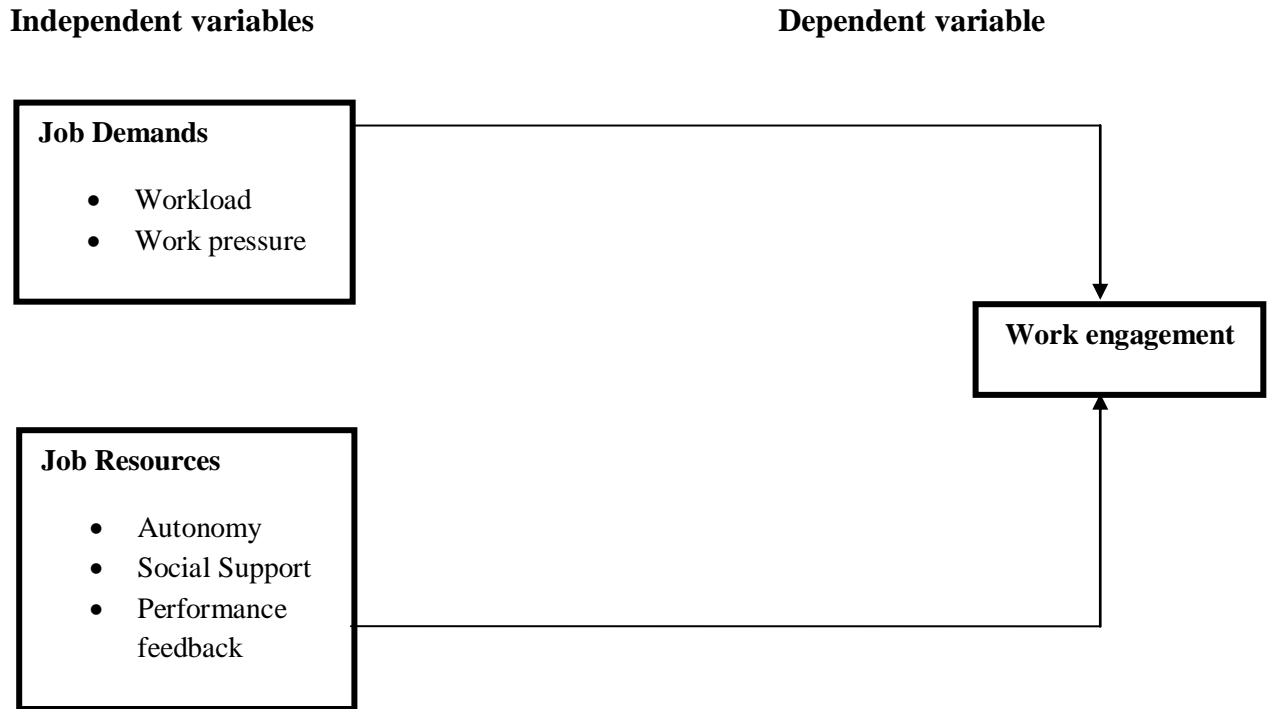 Independent variables
Dependent variable
Job Demands
• Workload
• Work pressure
Work engagement
Job Resources
• Autonomy
• Social Support
• Performance
feedback